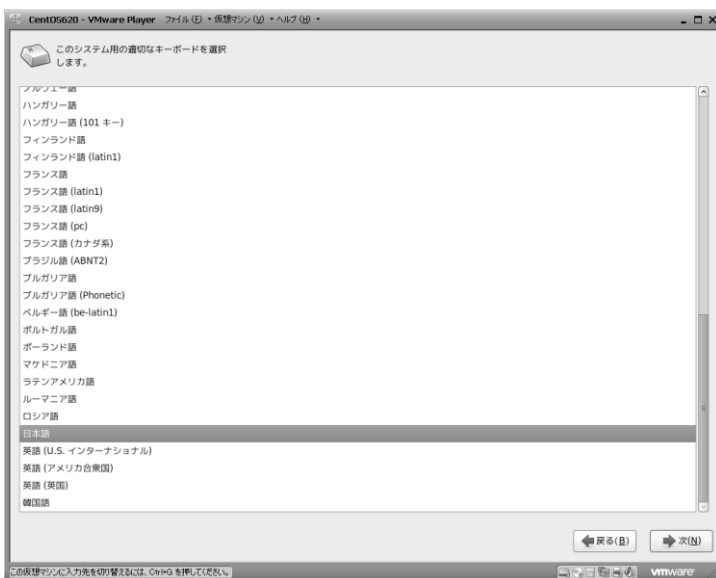 CentOS620 - VMware Player ファイル(F) ▾ 仮想マシン(V) ▾ ヘルプ(H) ▾
このシステム用の適切なキーボードを選択
します。
ノルウェー語
ハンガリー語
ハンガリー語 (101 キー)
フィンランド語
フィンランド語 (latin1)
フランス語
フランス語 (latin1)
フランス語 (latin9)
フランス語 (pc)
フランス語 (カナダ系)
ブラジル語 (ABNT2)
ブルガリア語
ブルガリア語 (Phonetic)
ベルギー語 (be-latin1)
ポルトガル語
ポーランド語
マケドニア語
ラテンアメリカ語
ルーマニア語
ロシア語
日本語
英語 (U.S. インターナショナル)
英語 (アメリカ合衆国)
英語 (英国)
韓国語
戻る(B) 次(N)
この仮想マシンに入力先を切り替えるには、Ctrl+G を押してください。 vmware